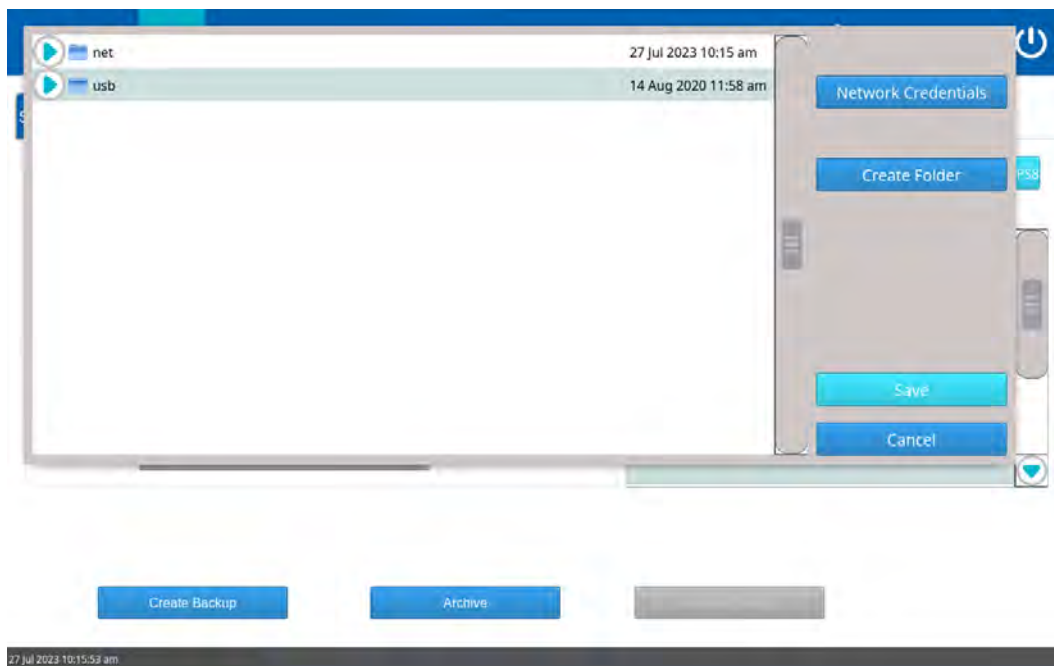 net 27 Jul 2023 10:15 am
usb 14 Aug 2020 11:58 am
Network Credentials
Create Folder
PS8
Save
Cancel
Create Backup
Archive
27 Jul 2023 10:15:53 am